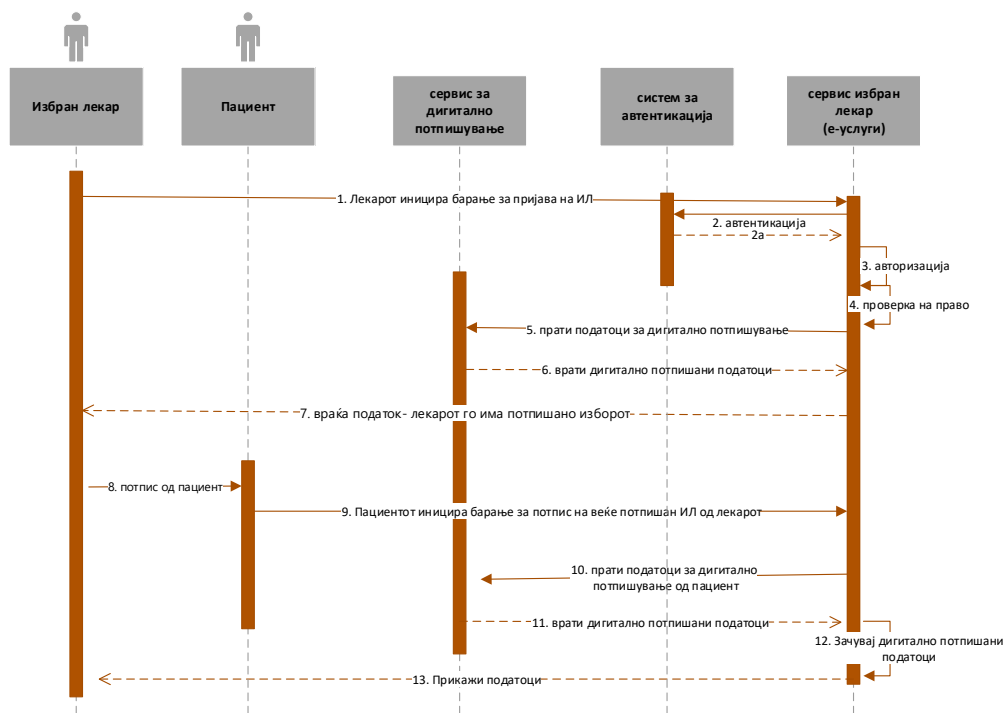 Избран лекар
Пациент
сервис за
дигитално
потпишување
систем за
автентикација
сервис избран
лекар
(е-услуги)
1. Лекарот иницира барање за пријава на ИЛ
2. автентикација
2а
3. авторизација
4. проверка на право
5. прати податоци за дигитално потпишување
6. врати дигитално потпишани податоци
7. враќа податок- лекарот го има потпишано изборот
8. потпис од пациент
9. Пациентот иницира барање за потпис на веќе потпишан ИЛ од лекарот
10. прати податоци за дигитално
потпишување од пациент
11. врати дигитално потпишани податоци
12. Зачувај дигитално потпишани
податоци
13. Прикажи податоци